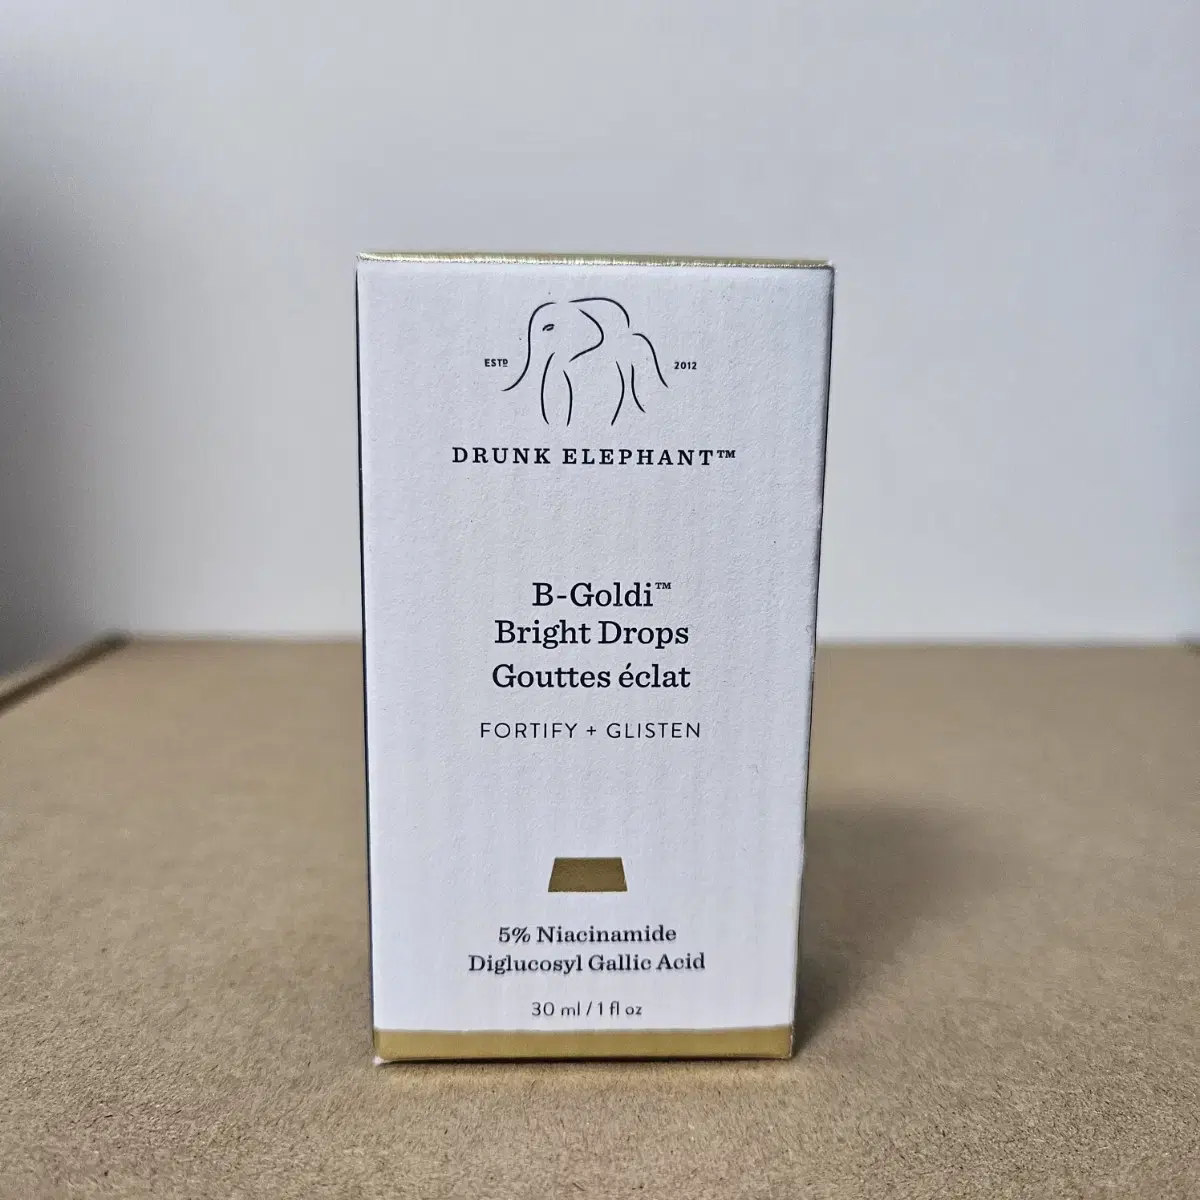 ESTD
2012
DRUNK ELEPHANT™
B-Goldi™
Bright Drops
Gouttes éclat
FORTIFY + GLISTEN
5% Niacinamide
Diglucosyl Gallic Acid
30 ml / 1 fl oz